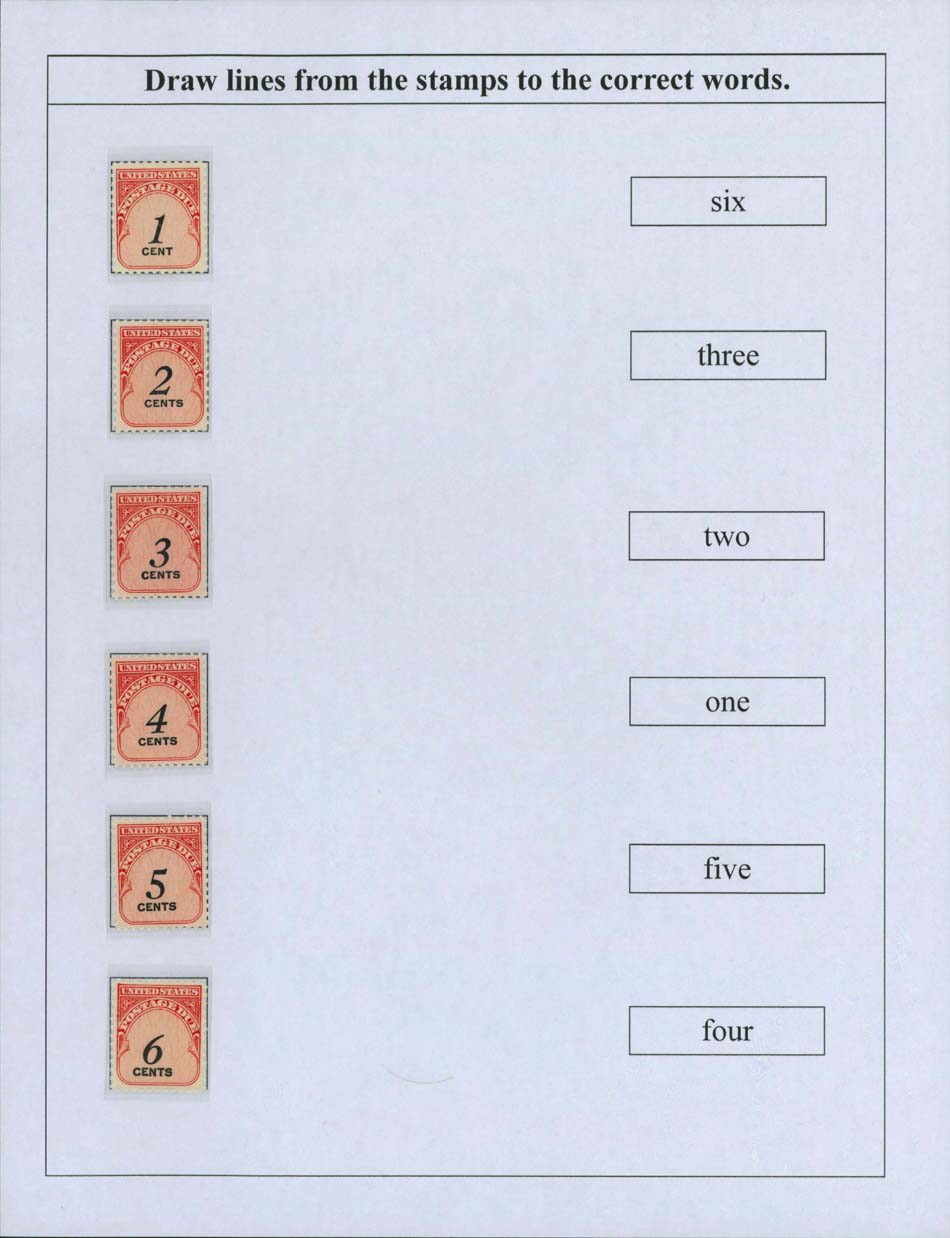 Draw lines from the stamps to the correct words.
UNITED STATES
POSTAGE DUE
1
CENT
six
UNITED STATES
POSTAGE DUE
2
CENTS
three
UNITED STATES
POSTAGE DUE
3
CENTS
two
UNITED STATES
POSTAGE DUE
4
CENTS
one
UNITED STATES
POSTAGE DUE
5
CENTS
five
UNITED STATES
POSTAGE DUE
6
CENTS
four